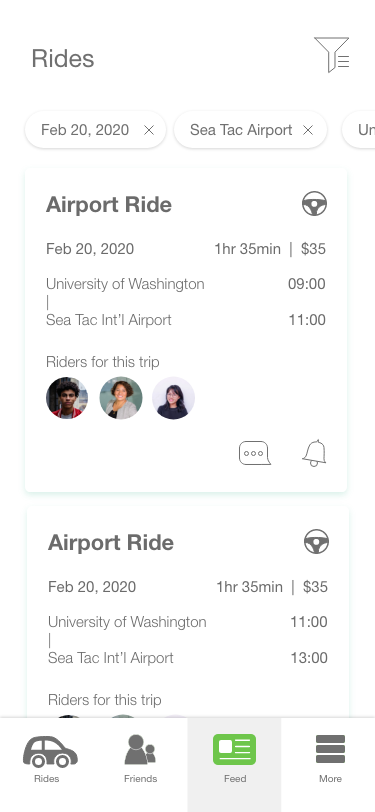 Rides
Feb 20, 2020 Sea Tac Airport Un
Airport Ride
Feb 20, 2020 1hr 35min | $35
University of Washington 09:00
|
Sea Tac Int'l Airport 11:00
Riders for this trip
Airport Ride
Feb 20, 2020 1hr 35min | $35
University of Washington 11:00
|
Sea Tac Int'l Airport 13:00
Riders for this trip
Rides Friends Feed More